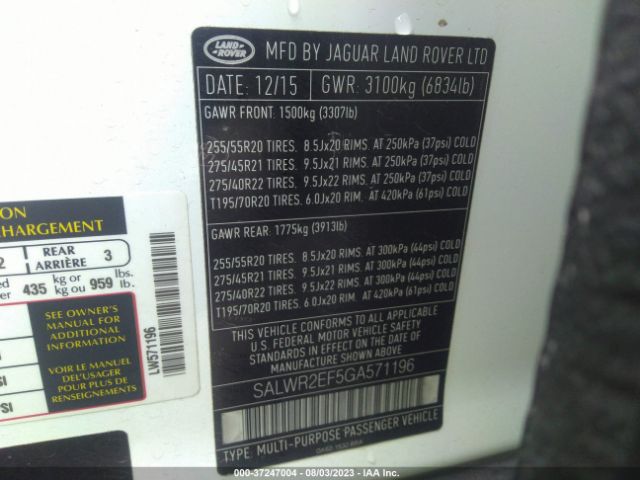 LAND ROVER
MFD BY JAGUAR LAND ROVER LTD
DATE: 12/15 GWR: 3100kg (6834lb)
GAWR FRONT: 1500kg (3307lb)
255/55R20 TIRES. 8.5Jx20 RIMS. AT 250kPa (37psi) COLD
275/45R21 TIRES. 9.5Jx21 RIMS. AT 250kPa (37psi) COLD
275/40R22 TIRES. 9.5Jx22 RIMS. AT 250kPa (37psi) COLD
T195/70R20 TIRES. 6.0Jx20 RIM. AT 420kPa (61psi) COLD
GAWR REAR: 1775kg (3913lb)
255/55R20 TIRES. 8.5Jx20 RIMS. AT 300kPa (44psi) COLD
275/45R21 TIRES. 9.5Jx21 RIMS. AT 300kPa (44psi) COLD
275/40R22 TIRES. 9.5Jx22 RIMS. AT 300kPa (44psi) COLD
T195/70R20 TIRES. 6.0Jx20 RIM. AT 420kPa (61psi) COLD
THIS VEHICLE CONFORMS TO ALL APPLICABLE
U.S. FEDERAL MOTOR VEHICLE SAFETY
STANDARDS IN EFFECT ON THE DATE OF
MANUFACTURE SHOWN ABOVE.
SALWR2EF5GA571196
TYPE: MULTI-PURPOSE PASSENGER VEHICLE
ION
CHARGEMENT
2 REAR ARRIÈRE 3
435 kg or kg ou 959 lbs. lb.
SEE OWNER'S
MANUAL FOR
ADDITIONAL
INFORMATION
VOIR LE MANUEL
DE L'USAGER
POUR PLUS DE
RENSEIGNEMENTS
PSI
LW571196
000-37247004 - 08/03/2023 - IAA, Inc.